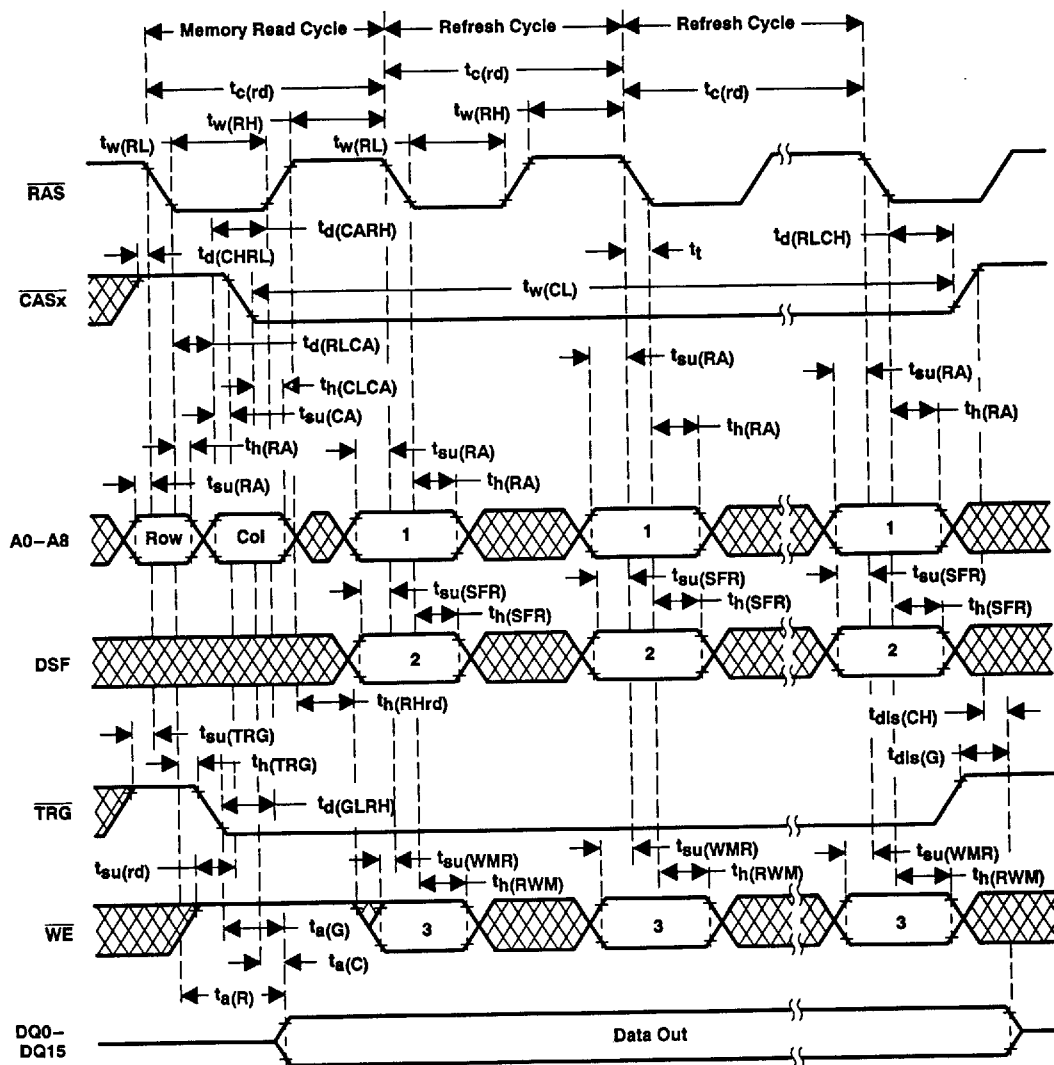 Memory Read Cycle Refresh Cycle Refresh Cycle
tc(rd) tc(rd) tc(rd)
tw(RH) tw(RH)
tw(RL) tw(RL)
RAS
td(CARH) tt td(RLCH)
td(CHRL)
CASx
tw(CL)
td(RLCA)
tsu(RA) tsu(RA)
th(CLCA)
tsu(CA)
th(RA) th(RA)
th(RA) tsu(RA)
tsu(RA) th(RA)
A0–A8 Row Col 1 1 1
tsu(SFR) tsu(SFR) tsu(SFR)
th(SFR) th(SFR) th(SFR)
DSF 2 2 2
th(RHrd)
tdis(CH)
tsu(TRG)
tdis(G)
th(TRG)
TRG
td(GLRH)
tsu(rd) tsu(WMR) tsu(WMR) tsu(WMR)
th(RWM) th(RWM) th(RWM)
WE 3 3 3
ta(G)
ta(C)
ta(R)
DQ0–
DQ15
Data Out